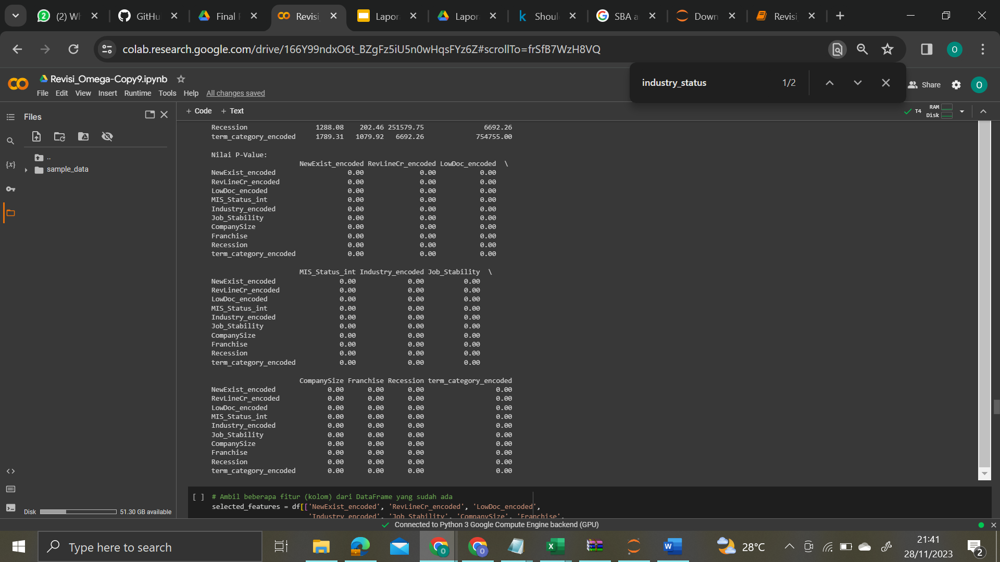 (2) Wh
GitHu
Final F
Revisi
Lapor
Lapor
Shoul
SBA a
Down
Revisi
colab.research.google.com/drive/166Y99ndxO6t_BZgFz5iU5n0wHqsFYz6Z#scrollTo=frSfB7WzH8VQ
O
industry_status 1/2
Revisi_Omega-Copy9.ipynb
File Edit View Insert Runtime Tools Help All changes saved
Share
O
Files
+ Code + Text
T4 RAM
Disk
..
sample_data
{x}
Recession 1288.08 202.46 251579.75 6692.26
term_category_encoded 1789.31 1079.92 6692.26 754755.00
Nilai P-Value:
NewExist_encoded RevLineCr_encoded LowDoc_encoded \
NewExist_encoded 0.00 0.00 0.00
RevLineCr_encoded 0.00 0.00 0.00
LowDoc_encoded 0.00 0.00 0.00
MIS_Status_int 0.00 0.00 0.00
Industry_encoded 0.00 0.00 0.00
Job_Stability 0.00 0.00 0.00
CompanySize 0.00 0.00 0.00
Franchise 0.00 0.00 0.00
Recession 0.00 0.00 0.00
term_category_encoded 0.00 0.00 0.00
MIS_Status_int Industry_encoded Job_Stability \
NewExist_encoded 0.00 0.00 0.00
RevLineCr_encoded 0.00 0.00 0.00
LowDoc_encoded 0.00 0.00 0.00
MIS_Status_int 0.00 0.00 0.00
Industry_encoded 0.00 0.00 0.00
Job_Stability 0.00 0.00 0.00
CompanySize 0.00 0.00 0.00
Franchise 0.00 0.00 0.00
Recession 0.00 0.00 0.00
term_category_encoded 0.00 0.00 0.00
CompanySize Franchise Recession term_category_encoded
NewExist_encoded 0.00 0.00 0.00 0.00
RevLineCr_encoded 0.00 0.00 0.00 0.00
LowDoc_encoded 0.00 0.00 0.00 0.00
MIS_Status_int 0.00 0.00 0.00 0.00
Industry_encoded 0.00 0.00 0.00 0.00
Job_Stability 0.00 0.00 0.00 0.00
CompanySize 0.00 0.00 0.00 0.00
Franchise 0.00 0.00 0.00 0.00
Recession 0.00 0.00 0.00 0.00
term_category_encoded 0.00 0.00 0.00 0.00
[ ] # Ambil beberapa fitur (kolom) dari DataFrame yang sudah ada
selected_features = df[['NewExist_encoded', 'RevLineCr_encoded', 'LowDoc_encoded',
'Industry_encoded', 'Job_Stability', 'CompanySize', 'Franchise',
Disk 51.30 GB available
Connected to Python 3 Google Compute Engine backend (GPU)
Type here to search
28°C
21:41
28/11/2023
2